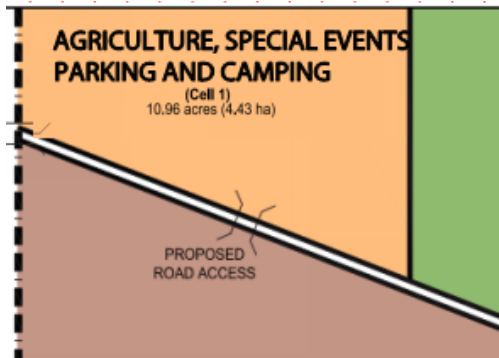 AGRICULTURE, SPECIAL EVENTS
PARKING AND CAMPING
(Cell 1)
10.96 acres (4.43 ha)
PROPOSED
ROAD ACCESS